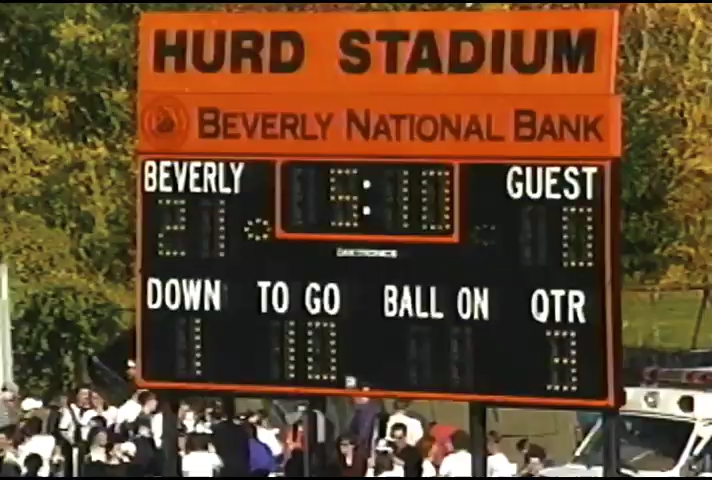 HURD STADIUM
BEVERLY NATIONAL BANK
BEVERLY 5:10 GUEST
21 0
DOWN TO GO BALL ON QTR
1 10 3